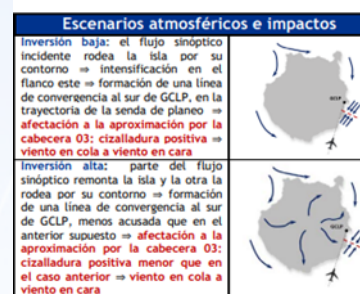 Escenarios atmosféricos e impactos
Inversión baja: el flujo sinóptico
incidente rodea la isla por su
contorno ⇒ intensificación en el
flanco este ⇒ formación de una línea
de convergencia al sur de GCLP, en la
trayectoria de la senda de planeo ⇒
afectación a la aproximación por la
cabecera 03: cizalladura positiva ⇒
viento en cola a viento en cara
GCLP
Inversión alta: parte del flujo
sinóptico remonta la isla y la otra la
rodea por su contorno ⇒ formación
de una línea de convergencia al sur
de GCLP, menos acusada que en el
anterior supuesto ⇒ afectación a la
aproximación por la cabecera 03:
cizalladura positiva menor que en
el caso anterior ⇒ viento en cola a
viento en cara
GCLP